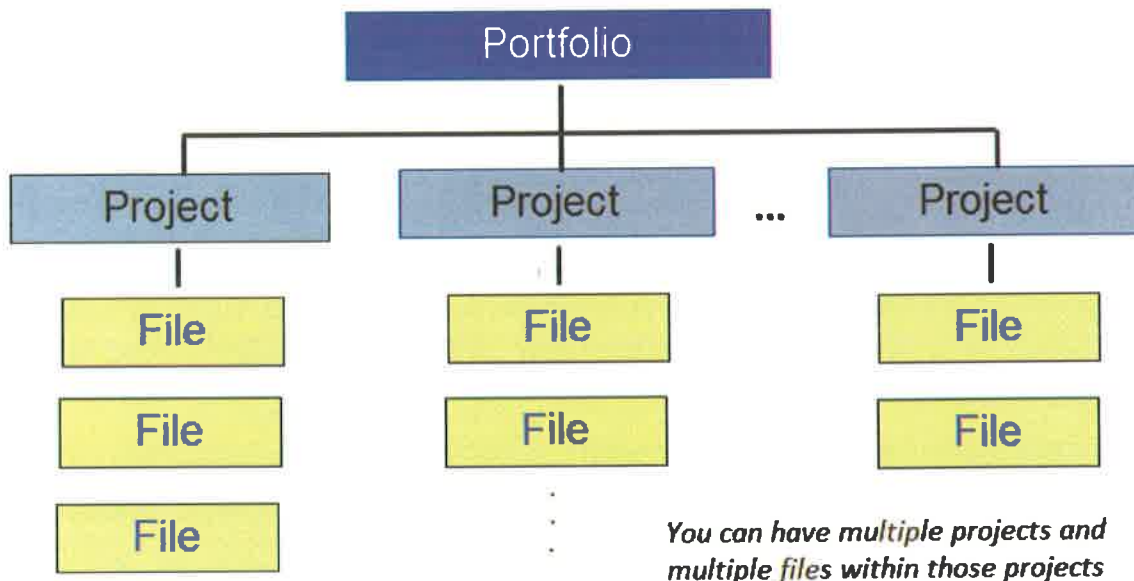 Portfolio
Project Project ... Project
File File File
File File File
File
You can have multiple projects and
multiple files within those projects